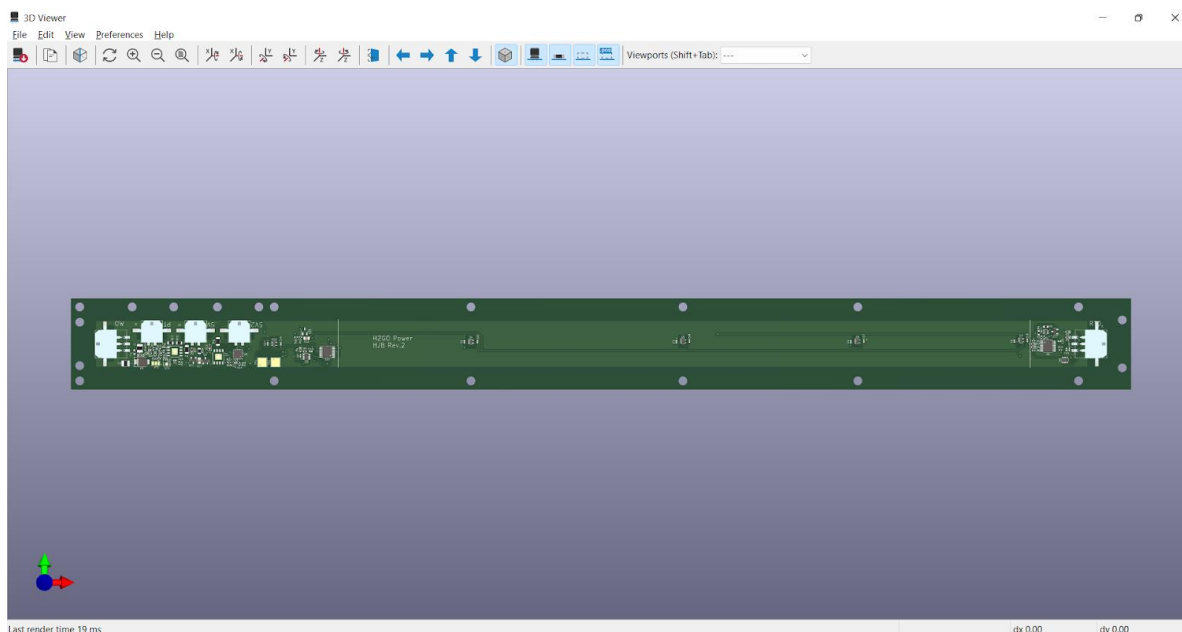 3D Viewer
File Edit View Preferences Help
Viewports (Shift+Tab): ---
H2GO Power
H/B Rev.2
Last render time 19 ms
dx 0.00
dy 0.00